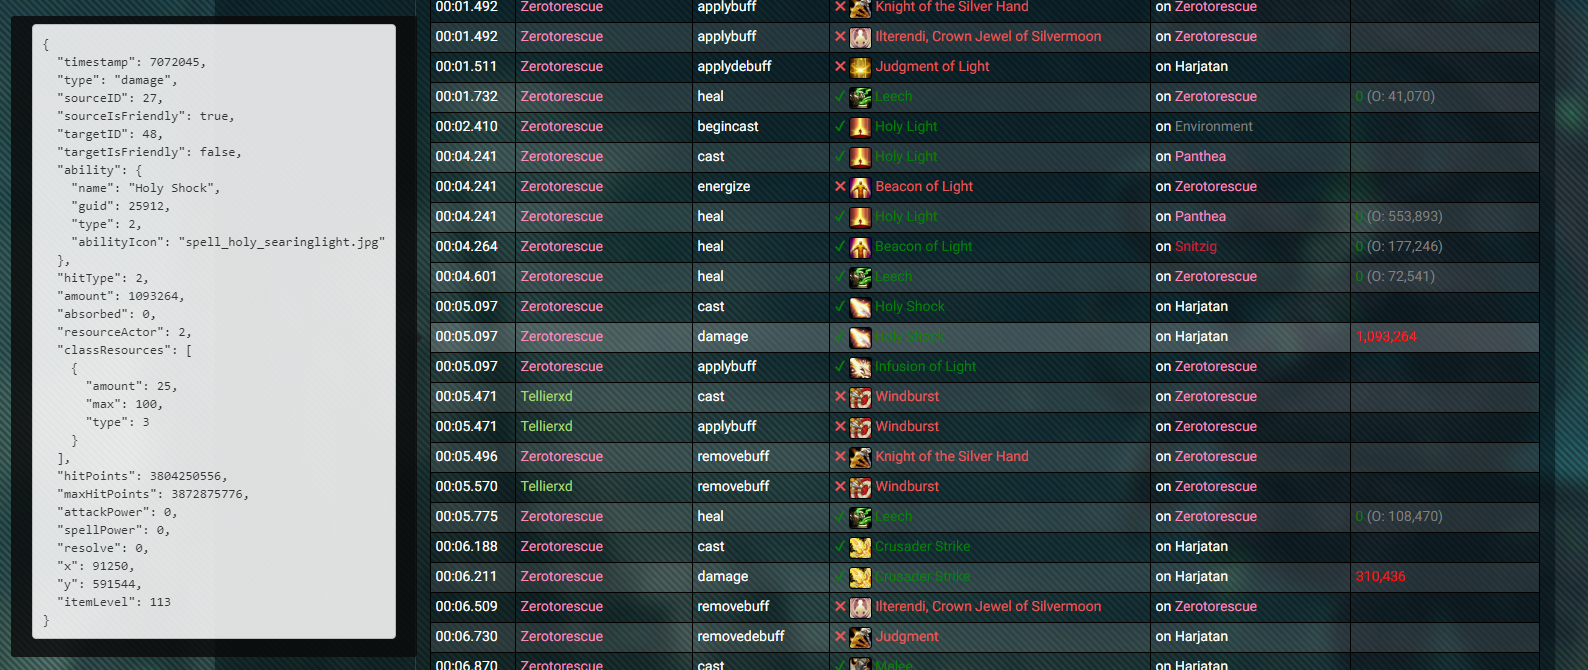 {
"timestamp": 7072045,
"type": "damage",
"sourceID": 27,
"sourceIsFriendly": true,
"targetID": 48,
"targetIsFriendly": false,
"ability": {
"name": "Holy Shock",
"guid": 25912,
"type": 2,
"abilityIcon": "spell_holy_searinglight.jpg"
},
"hitType": 2,
"amount": 1093264,
"absorbed": 0,
"resourceActor": 2,
"classResources": [
{
"amount": 25,
"max": 100,
"type": 3
}
],
"hitPoints": 3804250556,
"maxHitPoints": 3872875776,
"attackPower": 0,
"spellPower": 0,
"resolve": 0,
"x": 91250,
"y": 591544,
"itemLevel": 113
}
00:01.492 Zerotorescue applybuff Knight of the Silver Hand on Zerotorescue
00:01.492 Zerotorescue applybuff Ilterendi, Crown Jewel of Silvermoon on Zerotorescue
00:01.511 Zerotorescue applydebuff Judgment of Light on Harjatan
00:01.732 Zerotorescue heal Leech on Zerotorescue 0 (O: 41,070)
00:02.410 Zerotorescue begincast Holy Light on Environment
00:04.241 Zerotorescue cast Holy Light on Panthea
00:04.241 Zerotorescue energize Beacon of Light on Zerotorescue
00:04.241 Zerotorescue heal Holy Light on Panthea 0 (O: 553,893)
00:04.264 Zerotorescue heal Beacon of Light on Snitzig 0 (O: 177,246)
00:04.601 Zerotorescue heal Leech on Zerotorescue 0 (O: 72,541)
00:05.097 Zerotorescue cast Holy Shock on Harjatan
00:05.097 Zerotorescue damage Holy Shock on Harjatan 1,093,264
00:05.097 Zerotorescue applybuff Infusion of Light on Zerotorescue
00:05.471 Tellierxd cast Windburst on Zerotorescue
00:05.471 Tellierxd applybuff Windburst on Zerotorescue
00:05.496 Zerotorescue removebuff Knight of the Silver Hand on Zerotorescue
00:05.570 Tellierxd removebuff Windburst on Zerotorescue
00:05.775 Zerotorescue heal Leech on Zerotorescue 0 (O: 108,470)
00:06.188 Zerotorescue cast Crusader Strike on Harjatan
00:06.211 Zerotorescue damage Crusader Strike on Harjatan 310,436
00:06.509 Zerotorescue removebuff Ilterendi, Crown Jewel of Silvermoon on Zerotorescue
00:06.730 Zerotorescue removedebuff Judgment on Harjatan
00:06.870 Zerotorescue cast Melee on Harjatan